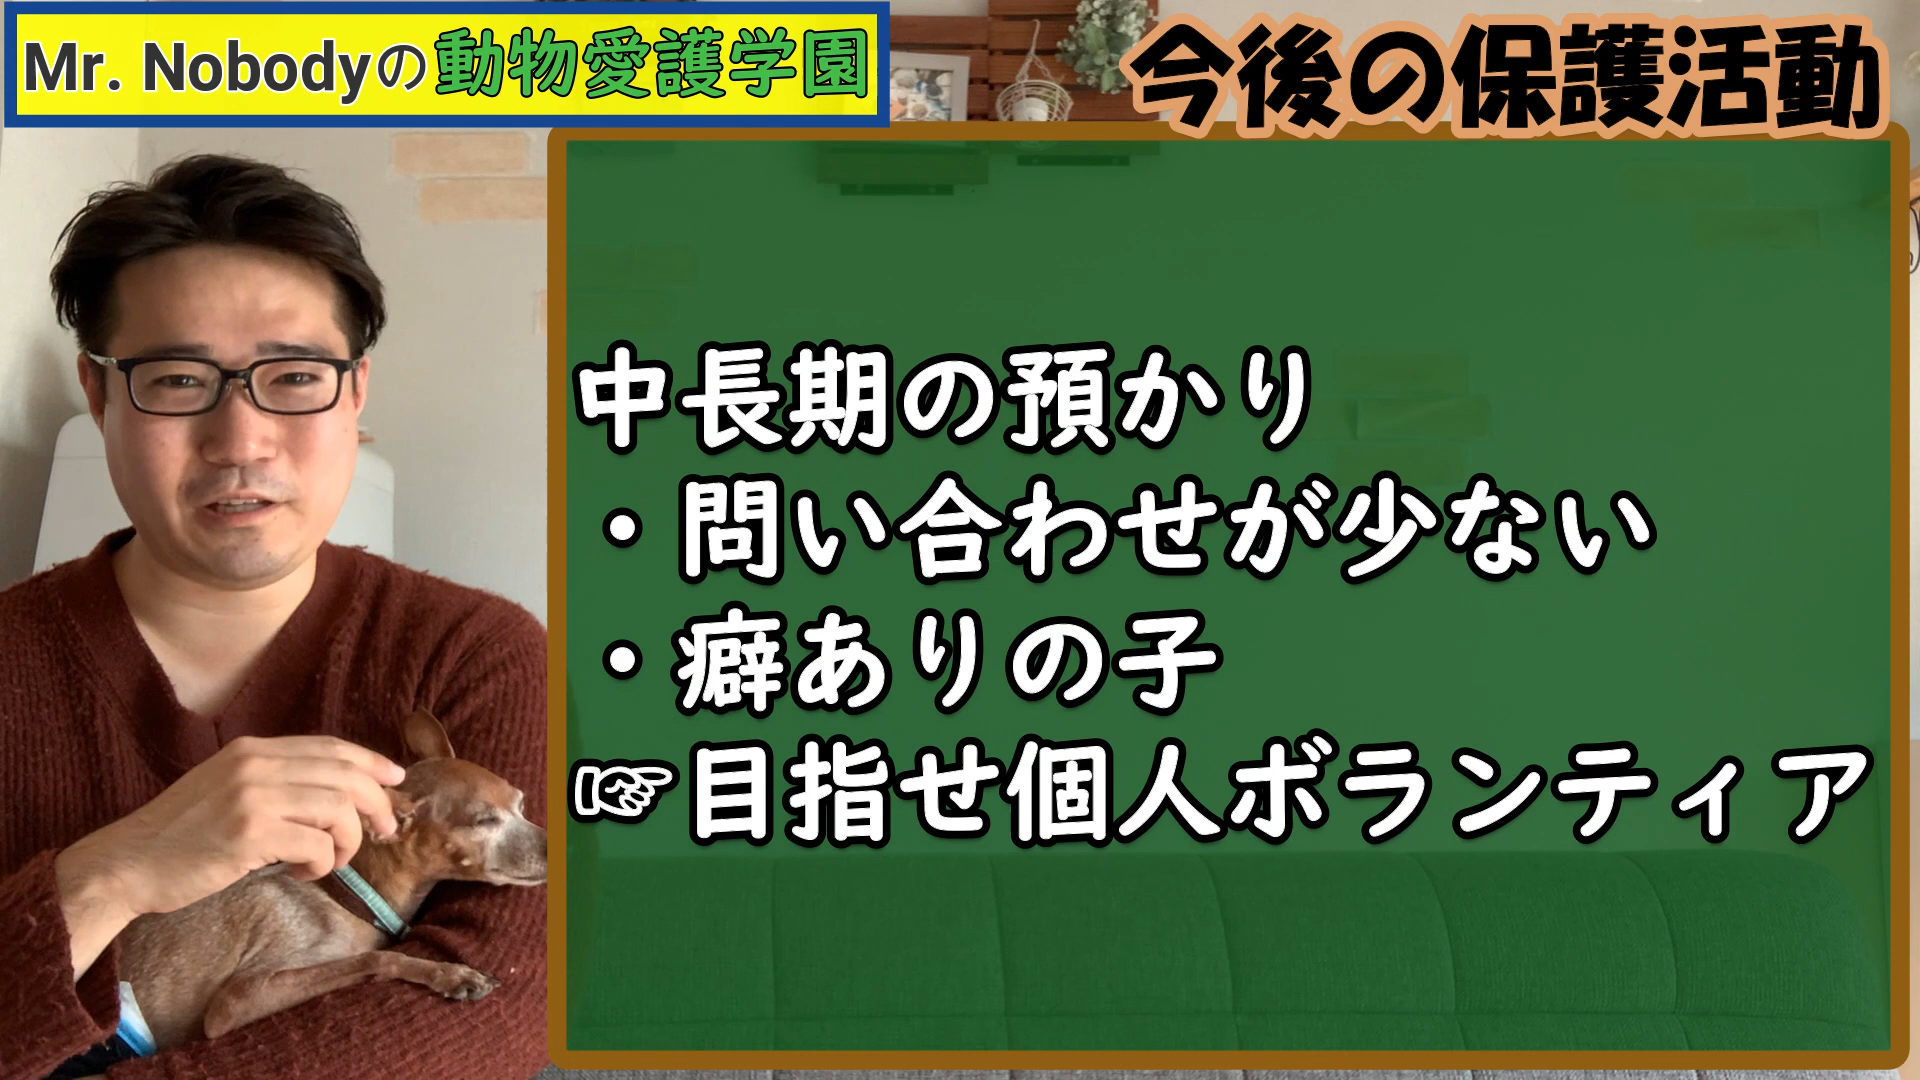 Mr. Nobodyの動物愛護学園
今後の保護活動
中長期の預かり
・問い合わせが少ない
・癖ありの子
☞目指せ個人ボランティア